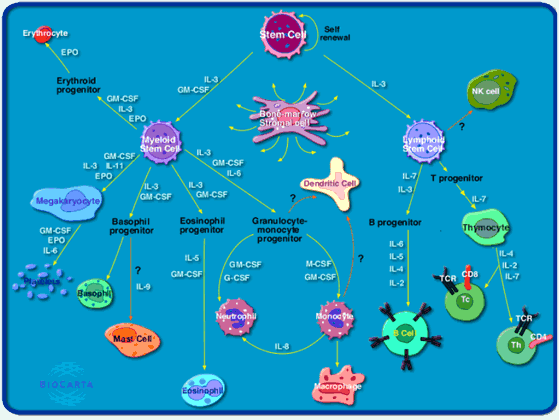 Erythrocyte
EPO
Erythroid
progenitor
GM-CSF
IL-3
EPO
Stem Cell
Self
renewal
IL-3
GM-CSF
IL-3
Bone-marrow
Stromal cell
NK cell
?
Myeloid
Stem Cell
Lymphoid
Stem Cell
GM-CSF
IL-3 IL-11
EPO
IL-3
GM-CSF
IL-3
GM-CSF
IL-3
GM-CSF
IL-6
Megakaryocyte
GM-CSF
EPO
IL-6
Platelets
Basophil
progenitor
Basophil
?
IL-9
Mast Cell
Eosinophil
progenitor
IL-5
GM-CSF
Eosinophil
Granulocyte-
monocyte
progenitor
?
Dendritic Cell
?
GM-CSF
G-CSF
M-CSF
GM-CSF
Neutrophil
Monocyte
IL-8
Macrophage
IL-7
IL-3
B progenitor
IL-6
IL-5
IL-4
IL-2
B Cel
T progenitor
IL-7
Thymocyte
IL-4
IL-2
IL-7
TCR
CD8
Tc
TCR
CD4
Th
BIOCARTA